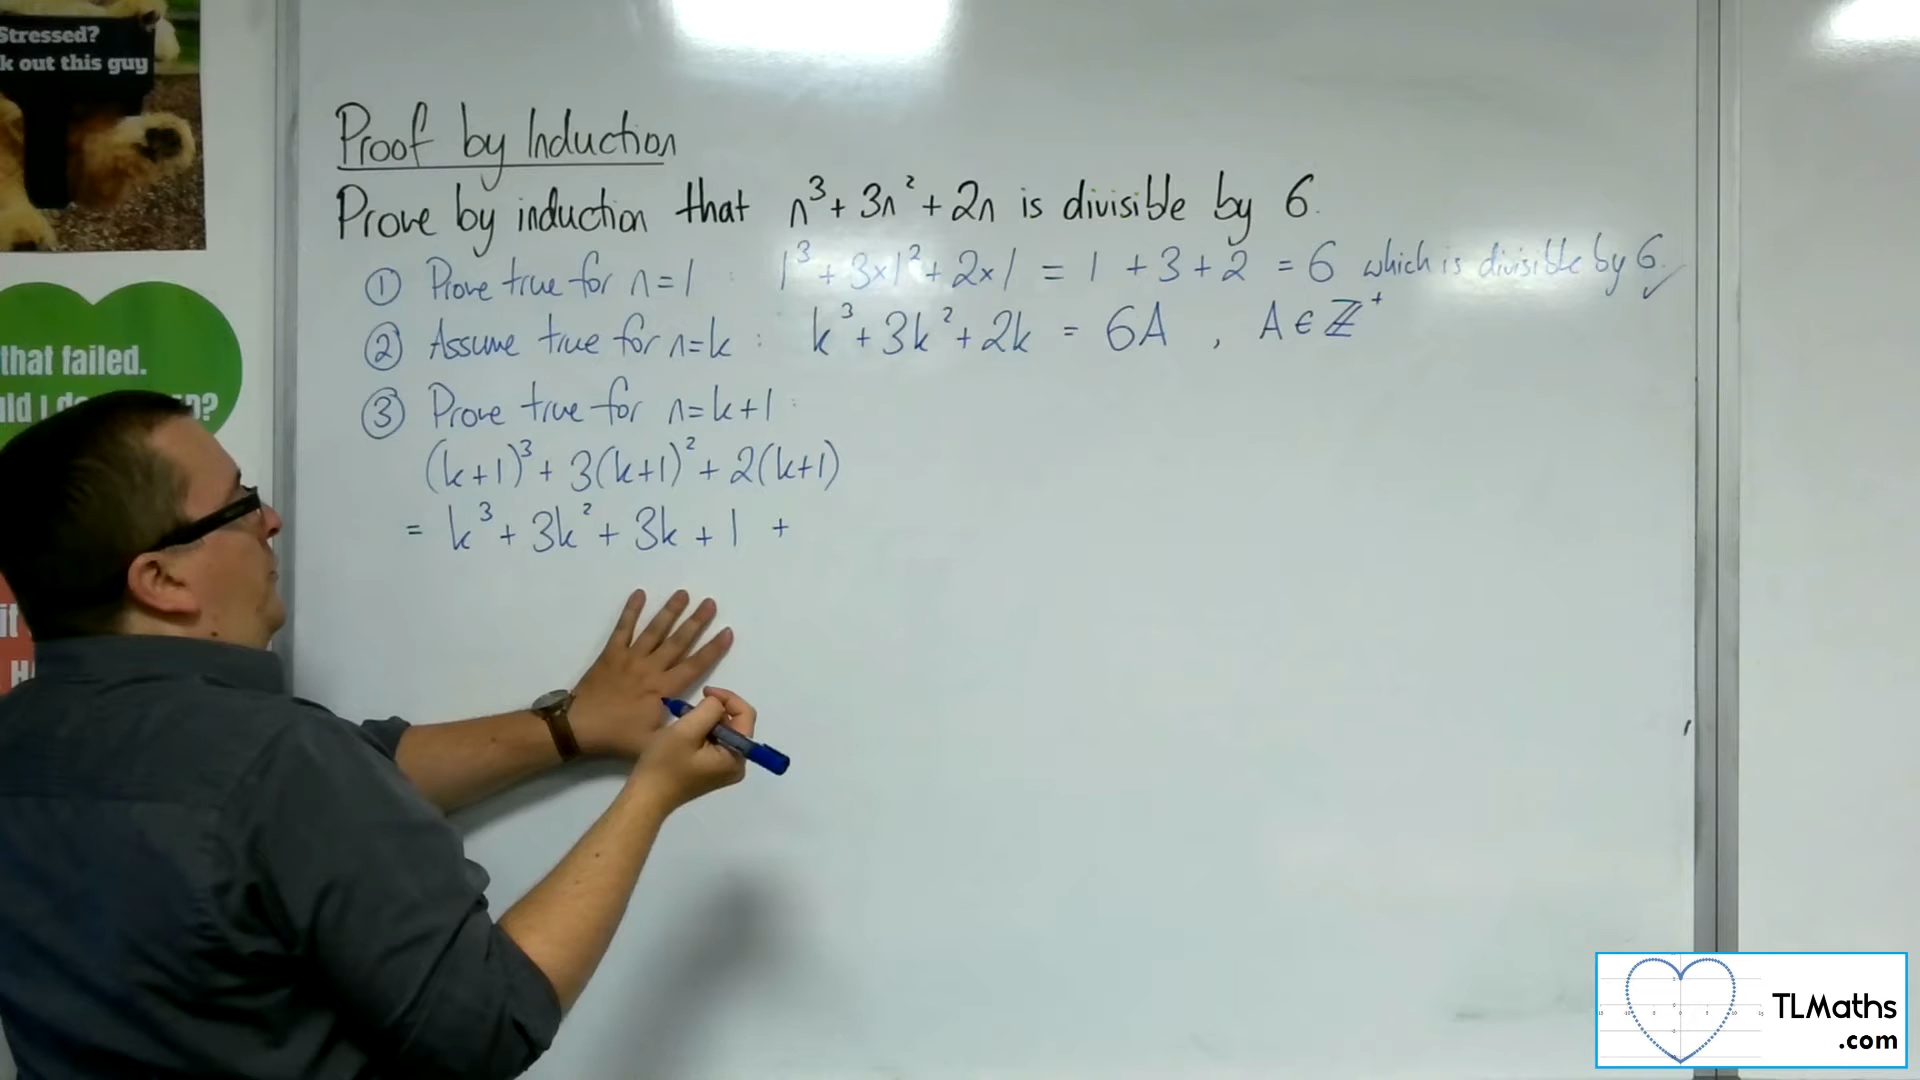 Stressed?
k out this guy
that failed.
Proof by Induction
Prove by induction that n³ + 3n² + 2n is divisible by 6.
① Prove true for n=1 : 1³ + 3×1² + 2×1 = 1 + 3 + 2 = 6 which is divisible by 6. ✓
② Assume true for n=k : k³ + 3k² + 2k = 6A , A ∈ ℤ⁺
③ Prove true for n=k+1 :
(k+1)³ + 3(k+1)² + 2(k+1)
= k³ + 3k² + 3k + 1 +
TLMaths
.com